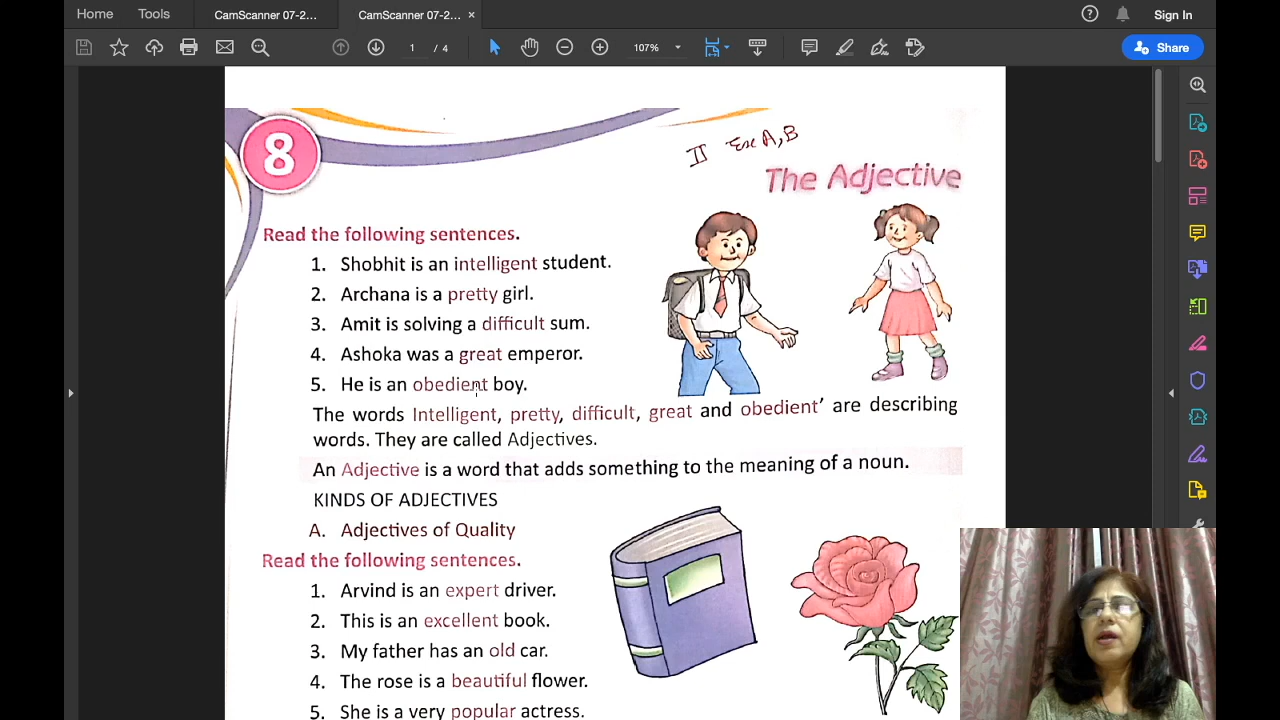 Home Tools CamScanner 07-2... CamScanner 07-2... × Sign In
1 / 4 107% Share
8
II Exe A, B
The Adjective
Read the following sentences.
1. Shobhit is an intelligent student.
2. Archana is a pretty girl.
3. Amit is solving a difficult sum.
4. Ashoka was a great emperor.
5. He is an obedient boy.
The words Intelligent, pretty, difficult, great and obedient’ are describing
words. They are called Adjectives.
An Adjective is a word that adds something to the meaning of a noun.
KINDS OF ADJECTIVES
A. Adjectives of Quality
Read the following sentences.
1. Arvind is an expert driver.
2. This is an excellent book.
3. My father has an old car.
4. The rose is a beautiful flower.
5. She is a very popular actress.